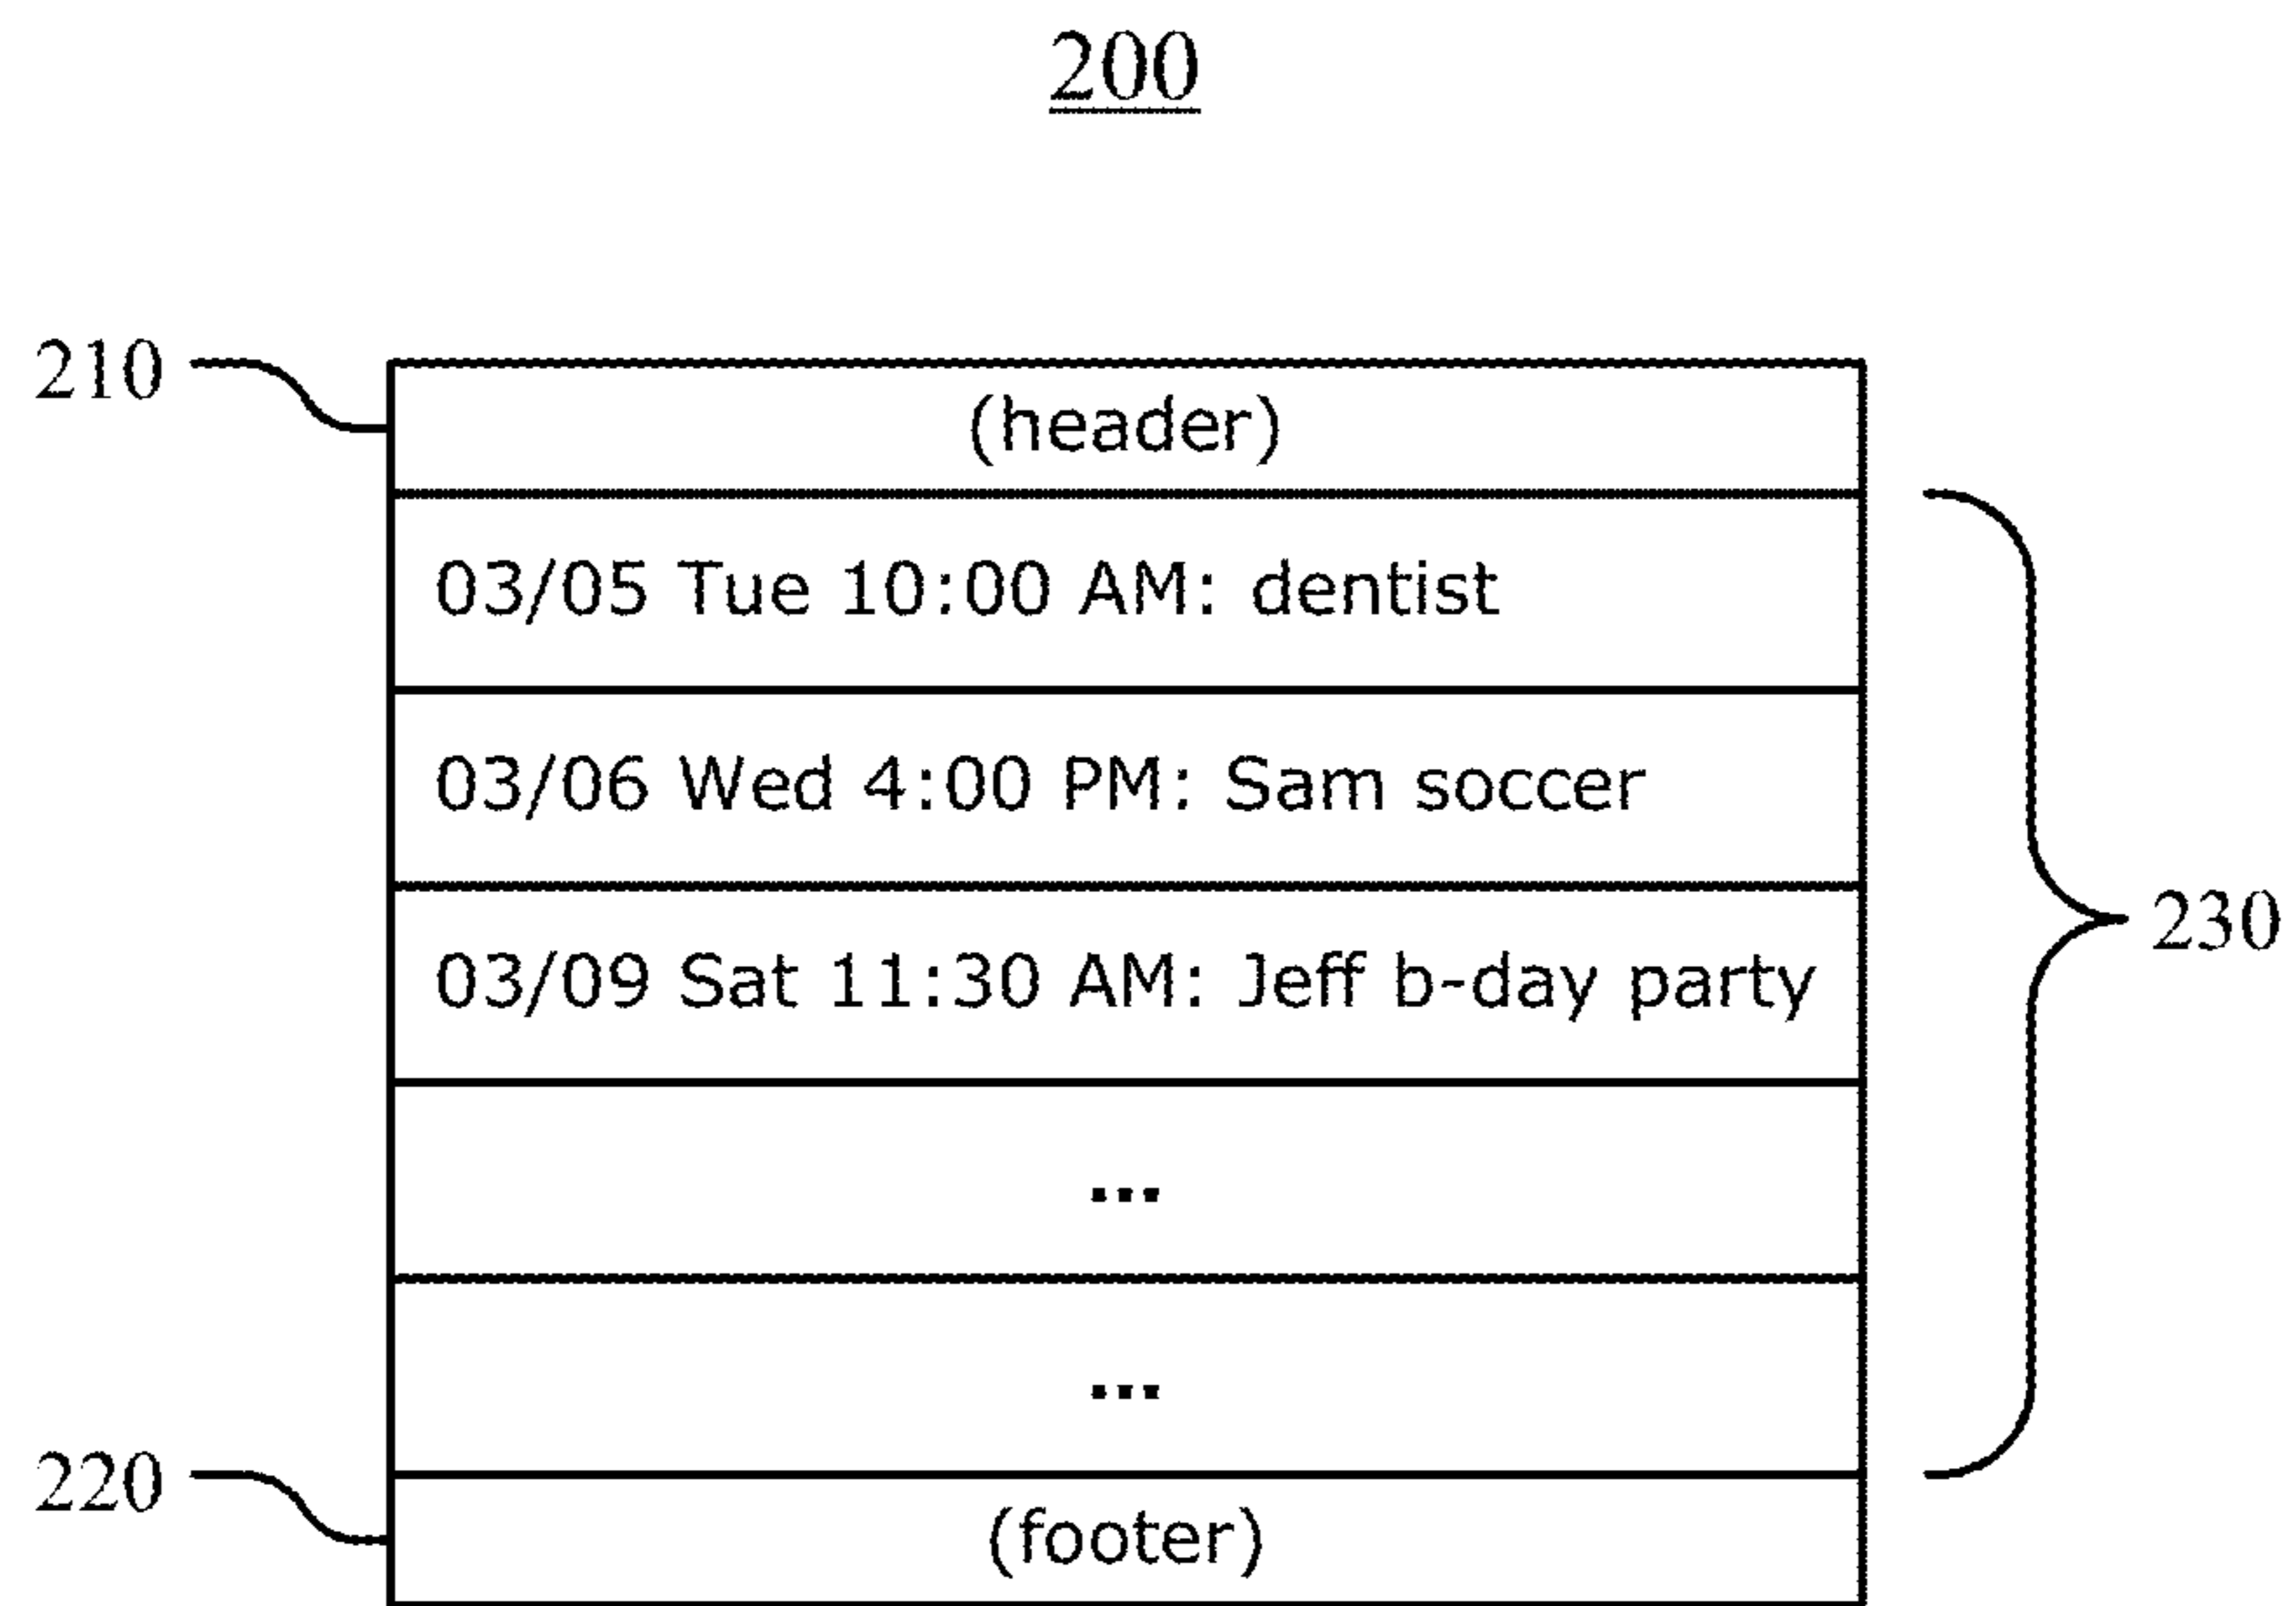 200
210
(header)
03/05 Tue 10:00 AM: dentist
03/06 Wed 4:00 PM: Sam soccer
03/09 Sat 11:30 AM: Jeff b-day party
230
...
...
220
(footer)